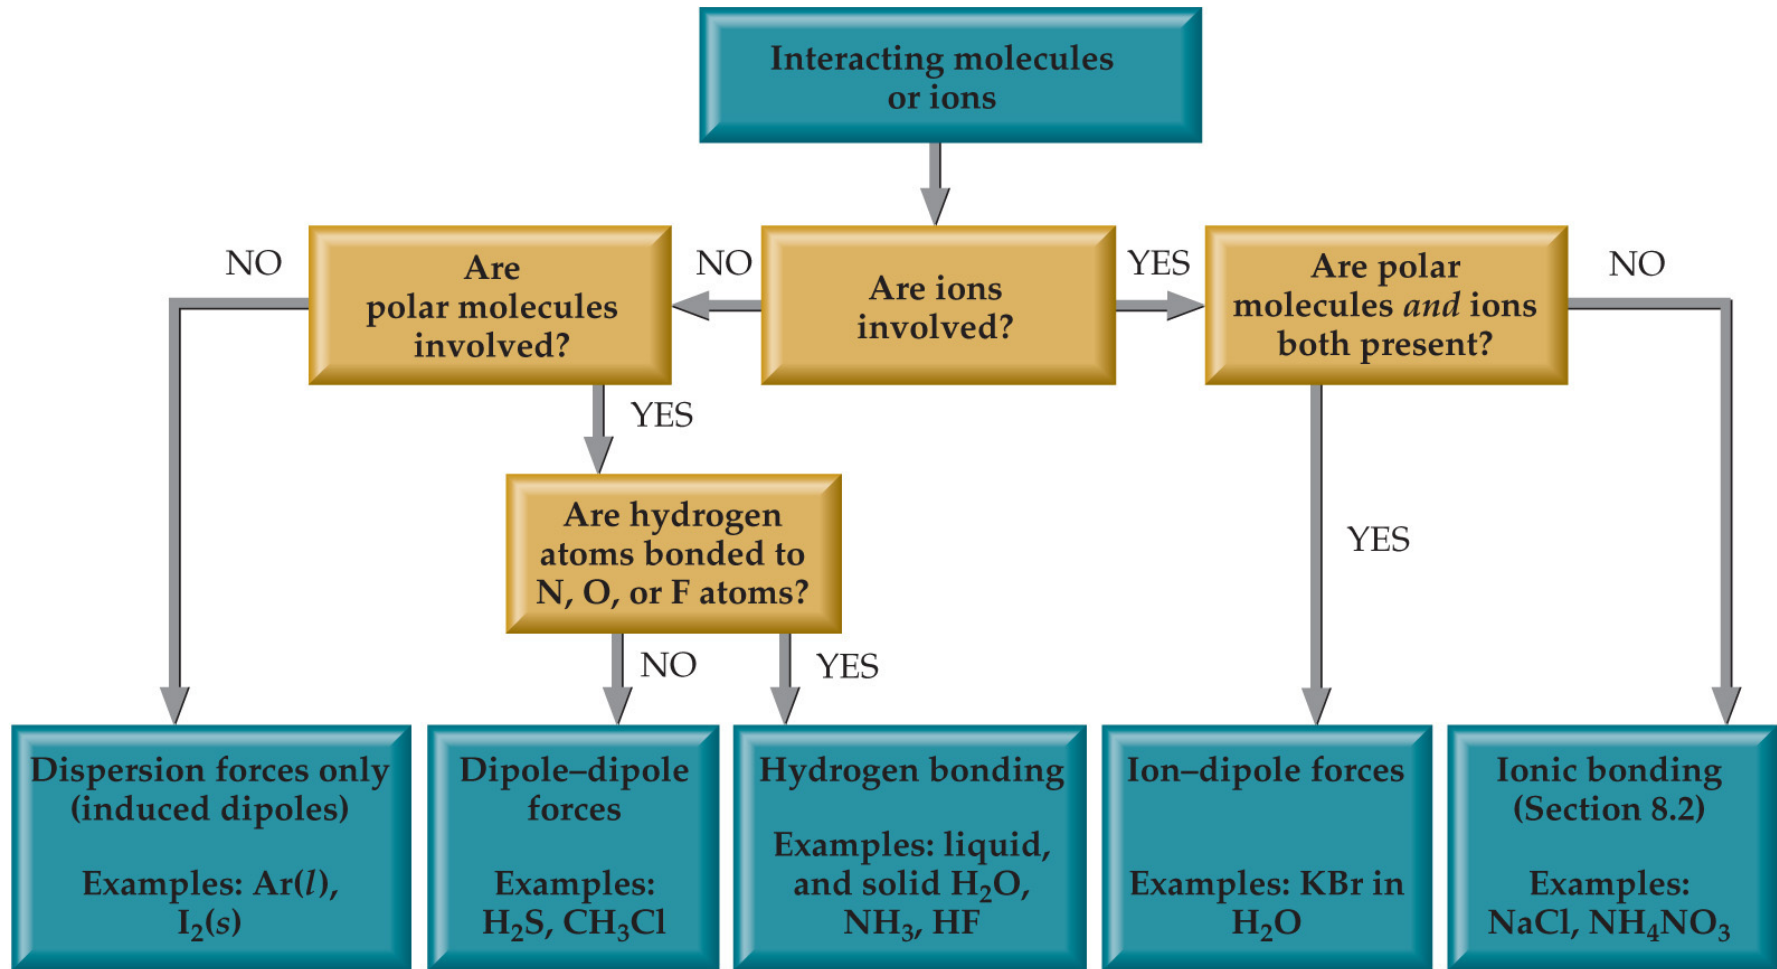 Interacting molecules
or ions
NO
Are
polar molecules
involved?
NO
Are ions
involved?
YES
Are polar
molecules and ions
both present?
NO
YES
Are hydrogen
atoms bonded to
N, O, or F atoms?
YES
NO
YES
Dispersion forces only
(induced dipoles)
Examples: Ar(l),
I₂(s)
Dipole–dipole
forces
Examples:
H₂S, CH₃Cl
Hydrogen bonding
Examples: liquid,
and solid H₂O,
NH₃, HF
Ion–dipole forces
Examples: KBr in
H₂O
Ionic bonding
(Section 8.2)
Examples:
NaCl, NH₄NO₃